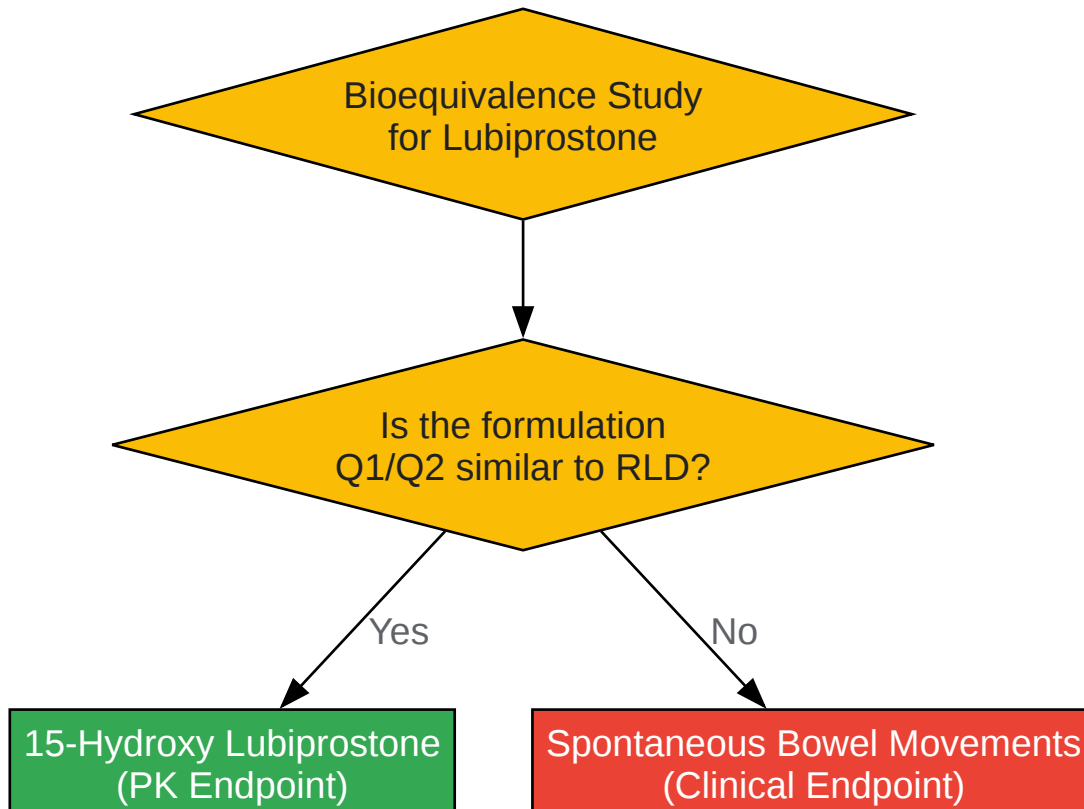 Bioequivalence Study
for Lubiprostone
Is the formulation
Q1/Q2 similar to RLD?
Yes
No
15-Hydroxy Lubiprostone
(PK Endpoint)
Spontaneous Bowel Movements
(Clinical Endpoint)